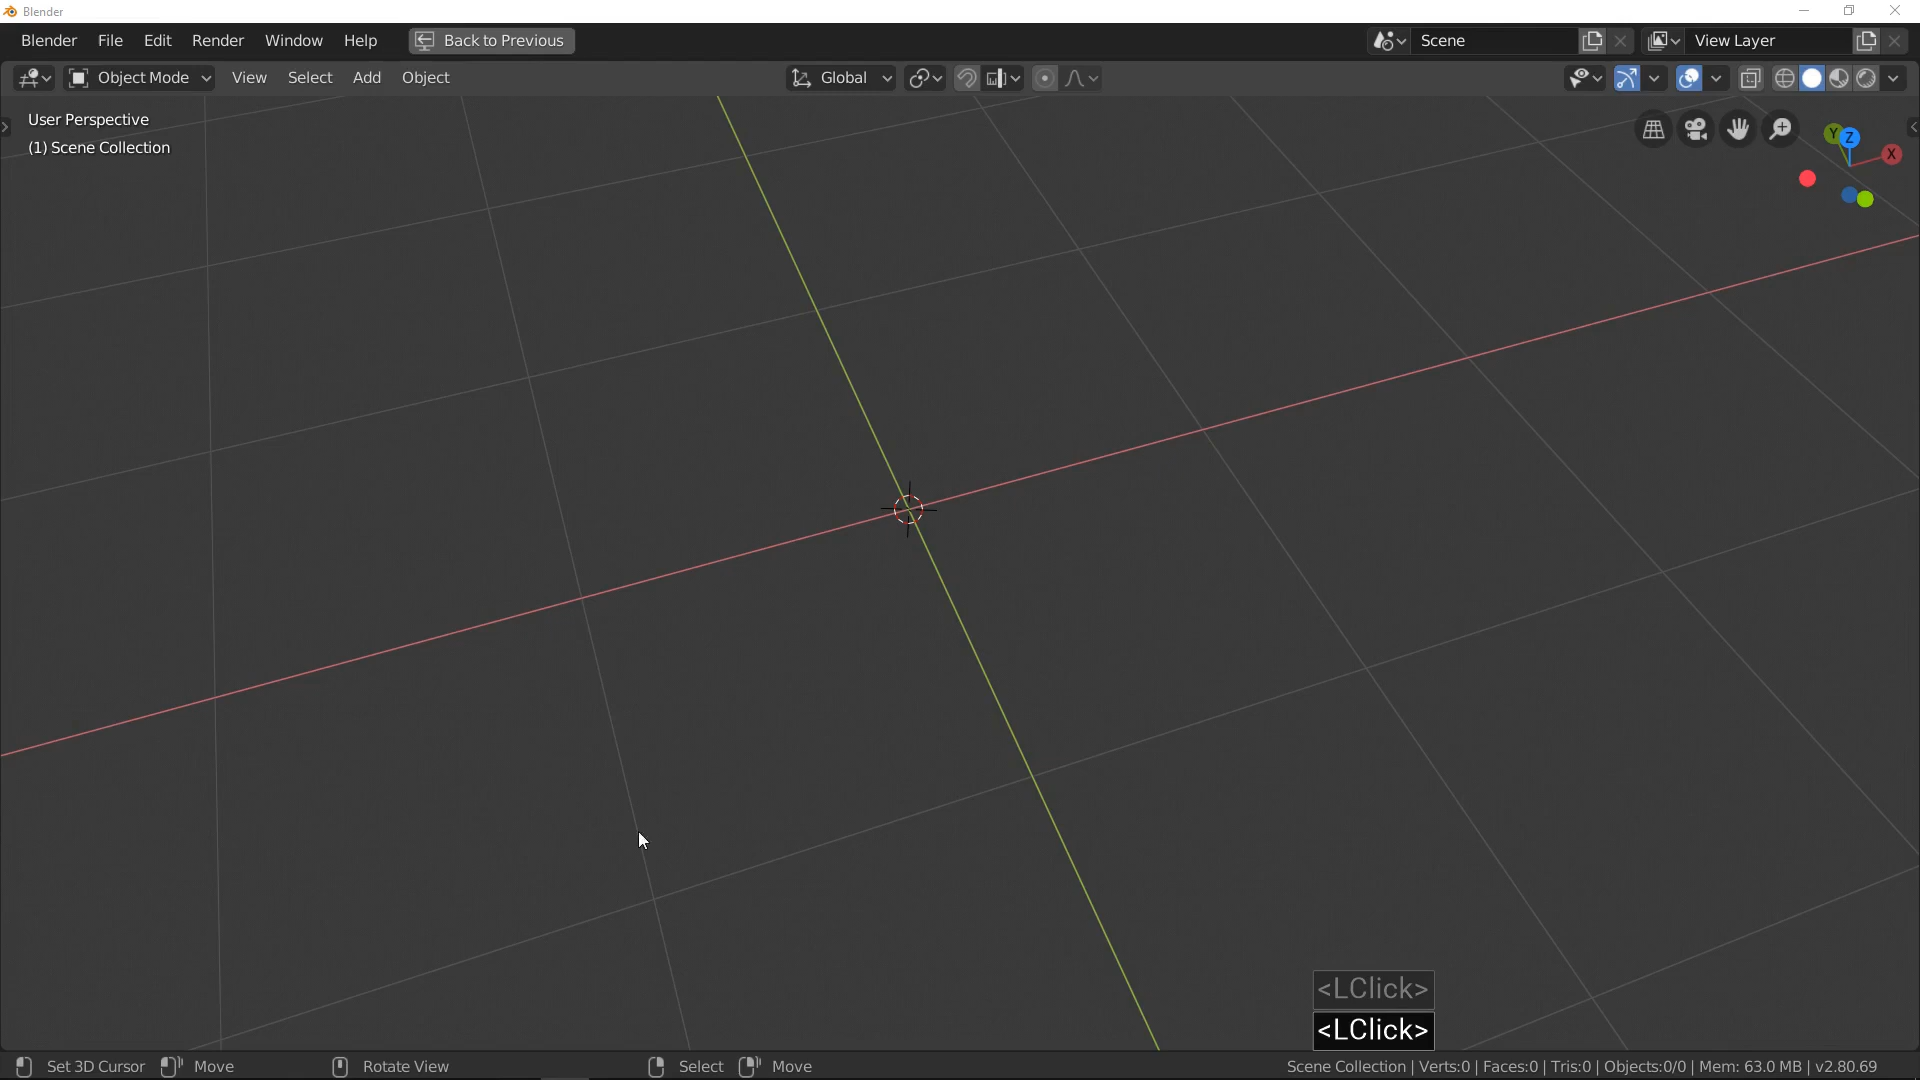 Blender
Blender File Edit Render Window Help Back to Previous Scene View Layer
Object Mode View Select Add Object Global
User Perspective
(1) Scene Collection
Y Z X
<LClick>
<LClick>
Set 3D Cursor Move Rotate View Select Move Scene Collection | Verts:0 | Faces:0 | Tris:0 | Objects:0/0 | Mem: 63.0 MB | v2.80.69